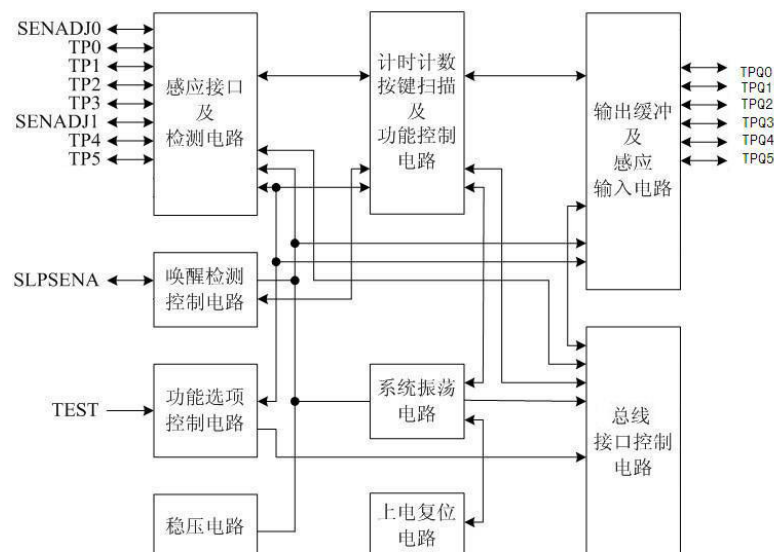 SENADJ0
TP0
TP1
TP2
TP3
SENADJ1
TP4
TP5
感应接口
及
检测电路
计时计数
按键扫描
及
功能控制
电路
输出缓冲
及
感应
输入电路
TPQ0
TPQ1
TPQ2
TPQ3
TPQ4
TPQ5
SLPSENA
唤醒检测
控制电路
TEST
功能选项
控制电路
系统振荡
电路
总线
接口控制
电路
稳压电路
上电复位
电路